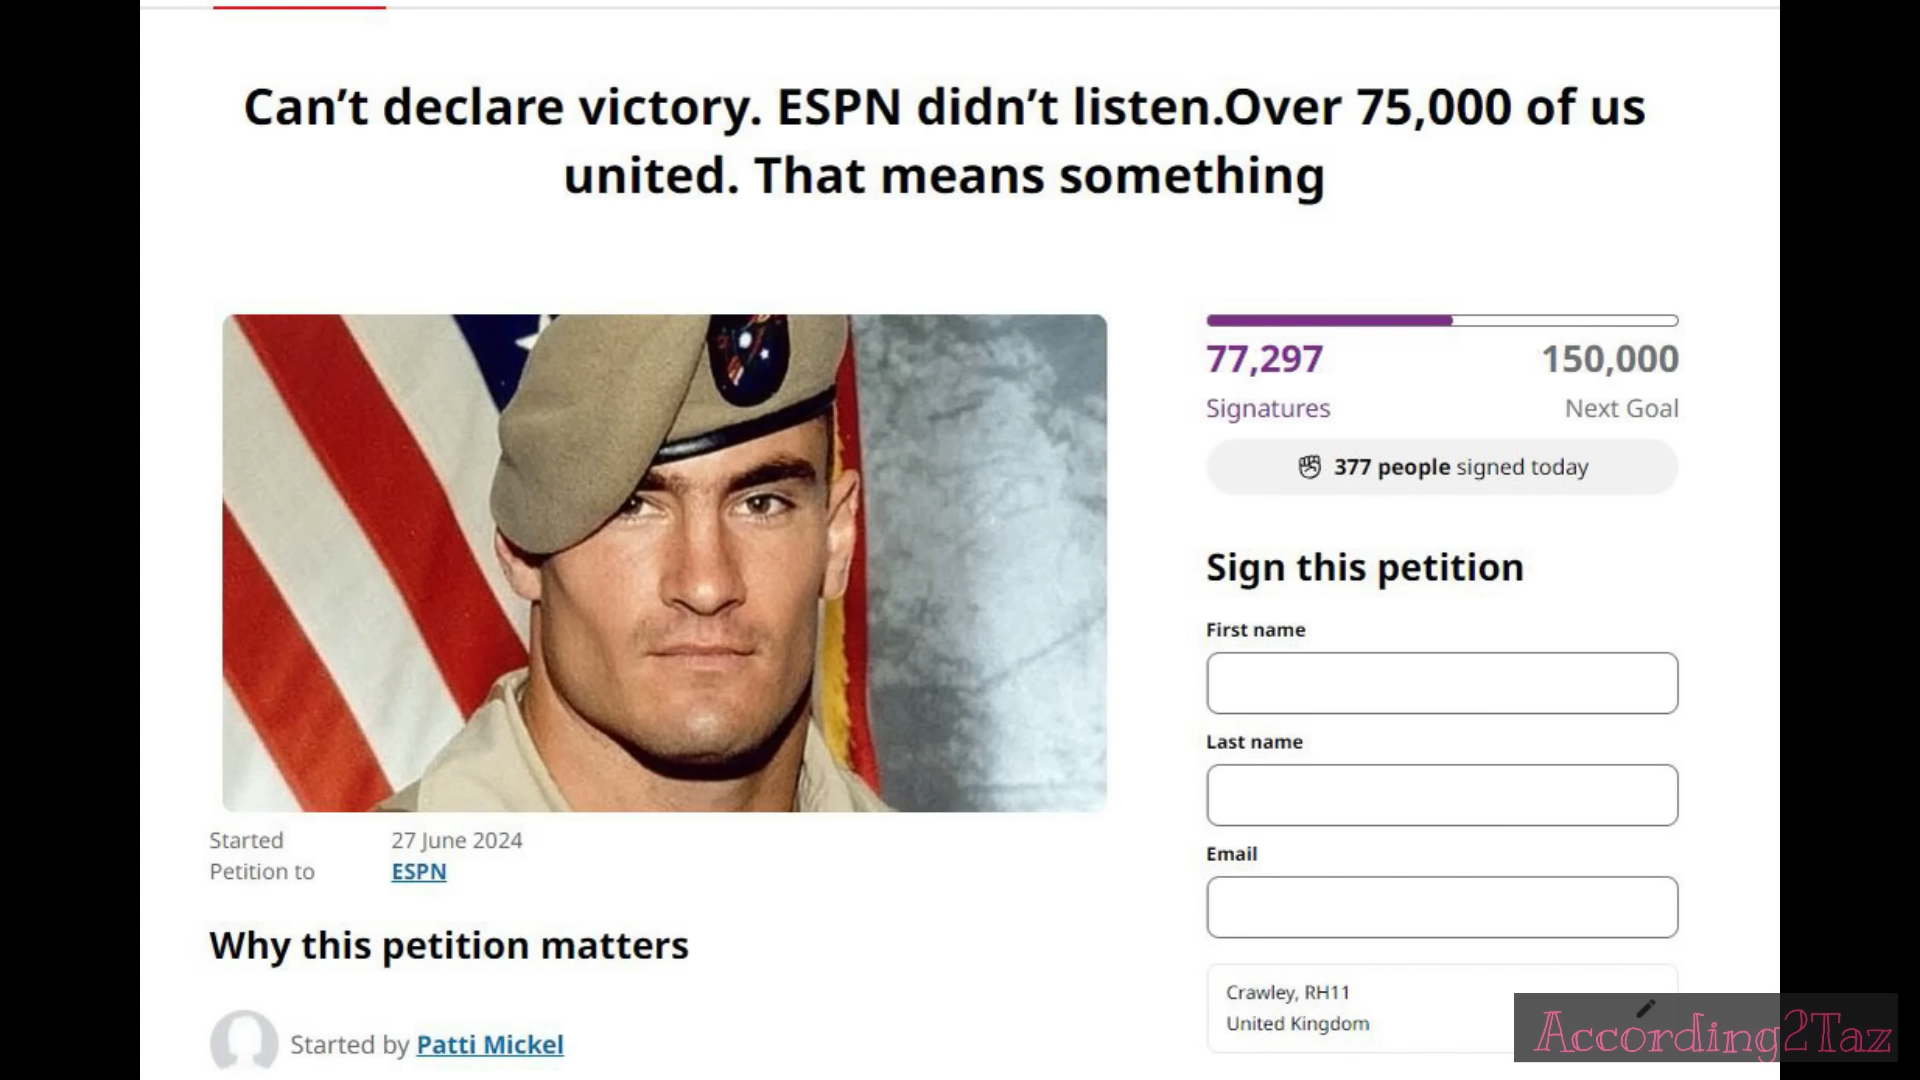 Can’t declare victory. ESPN didn’t listen.Over 75,000 of us
united. That means something
77,297
150,000
Signatures
Next Goal
377 people signed today
Sign this petition
First name
Last name
Email
Started 27 June 2024
Petition to ESPN
Why this petition matters
Started by Patti Mickel
Crawley, RH11
United Kingdom
According2Taz